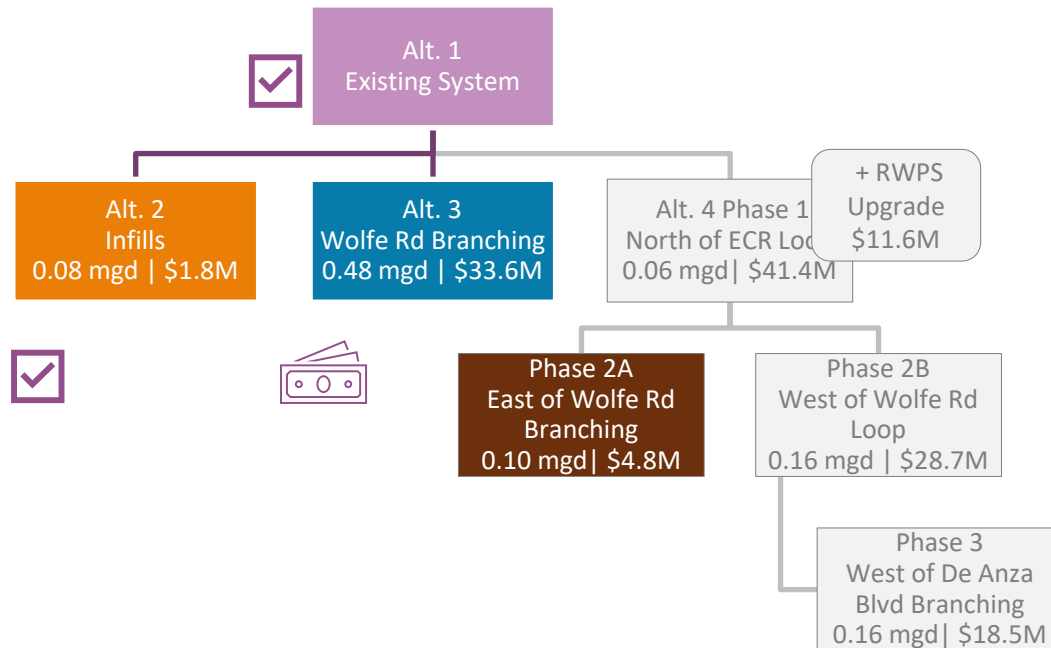 Alt. 1
Existing System
Alt. 2
Infills
0.08 mgd | $1.8M
Alt. 3
Wolfe Rd Branching
0.48 mgd | $33.6M
Alt. 4 Phase 1
North of ECR
0.06 mgd| $41.4M
+ RWPS
Upgrade
$11.6M
Phase 2A
East of Wolfe Rd
Branching
0.10 mgd| $4.8M
Phase 2B
West of Wolfe Rd
Loop
0.16 mgd | $28.7M
Phase 3
West of De Anza
Blvd Branching
0.16 mgd| $18.5M